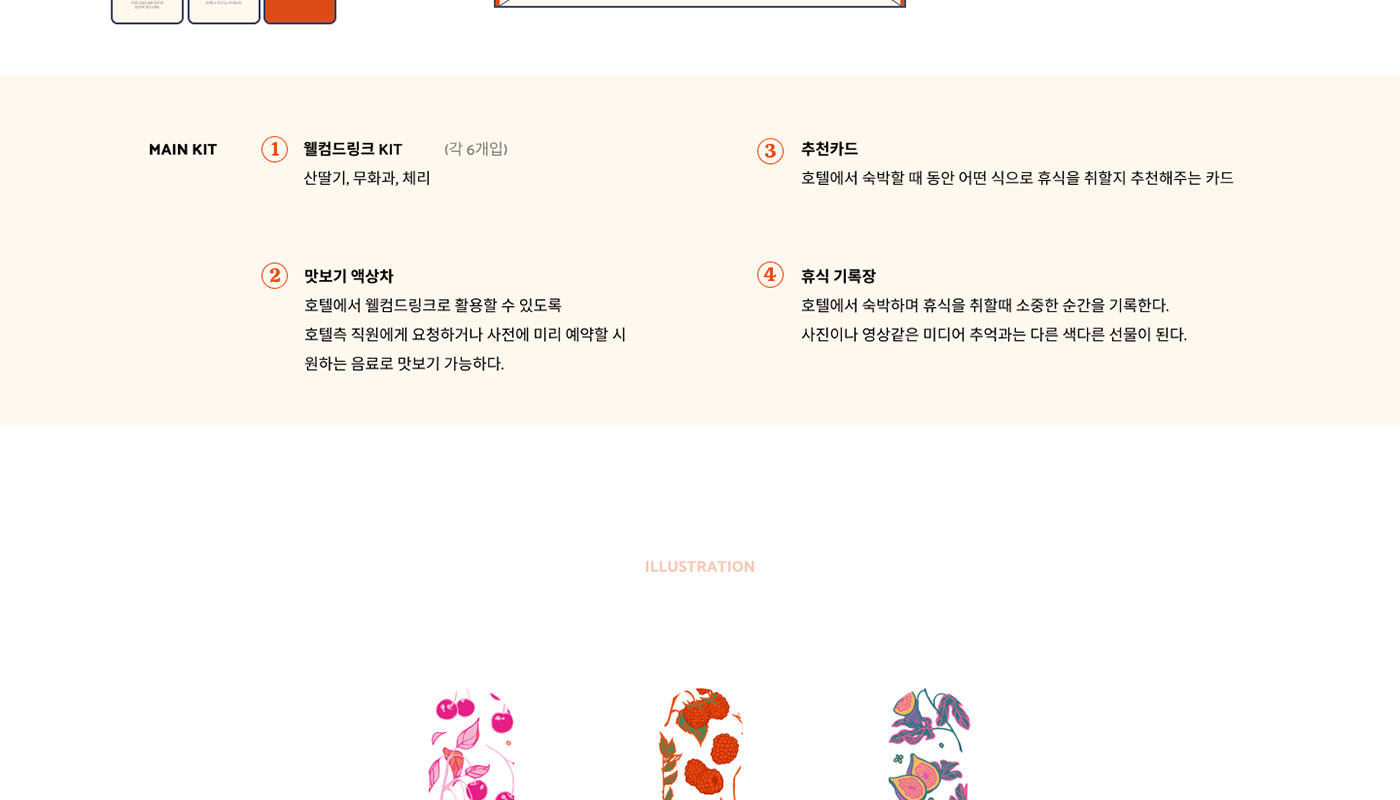 MAIN KIT
1 웰컴드링크 KIT (각 6개입)
산딸기, 무화과, 체리
2 맛보기 액상차
호텔에서 웰컴드링크로 활용할 수 있도록
호텔측 직원에게 요청하거나 사전에 미리 예약할 시
원하는 음료로 맛보기 가능하다.
3 추천카드
호텔에서 숙박할 때 동안 어떤 식으로 휴식을 취할지 추천해주는 카드
4 휴식 기록장
호텔에서 숙박하며 휴식을 취할때 소중한 순간을 기록한다.
사진이나 영상같은 미디어 추억과는 다른 색다른 선물이 된다.
ILLUSTRATION